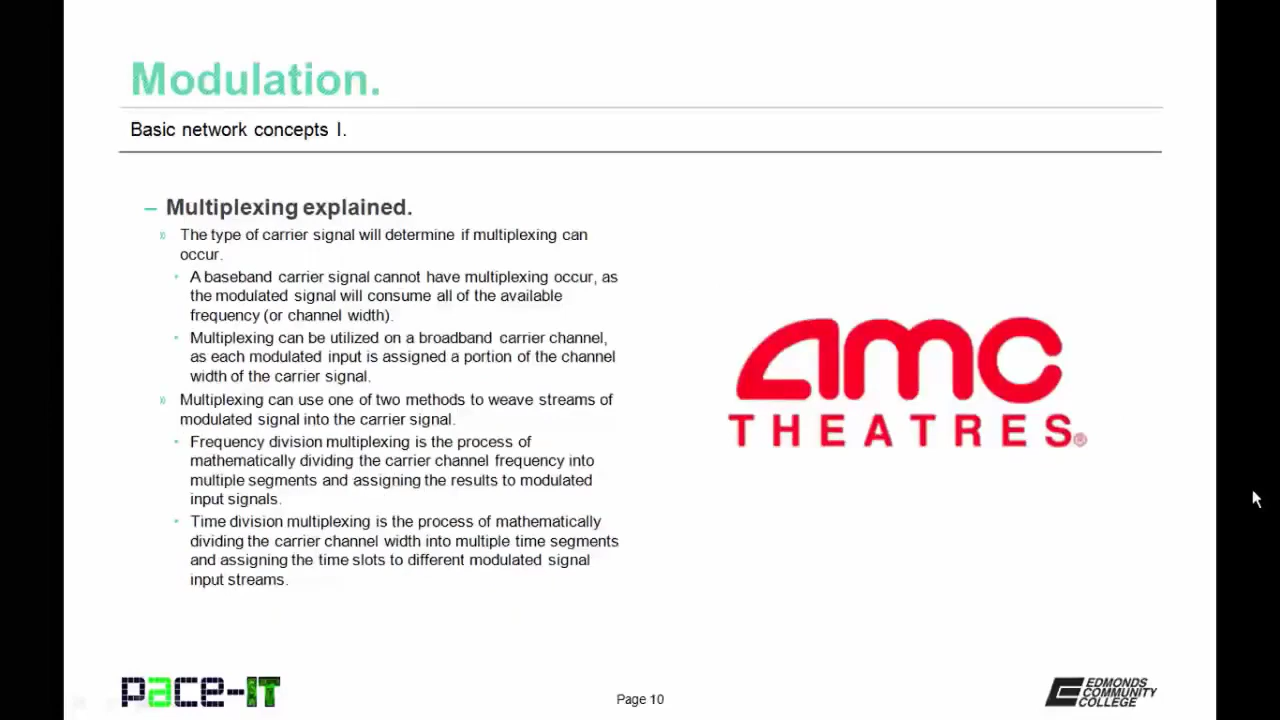 Modulation.
Basic network concepts I.
– Multiplexing explained.
» The type of carrier signal will determine if multiplexing can
occur.
• A baseband carrier signal cannot have multiplexing occur, as
the modulated signal will consume all of the available
frequency (or channel width).
• Multiplexing can be utilized on a broadband carrier channel,
as each modulated input is assigned a portion of the channel
width of the carrier signal.
» Multiplexing can use one of two methods to weave streams of
modulated signal into the carrier signal.
• Frequency division multiplexing is the process of
mathematically dividing the carrier channel frequency into
multiple segments and assigning the results to modulated
input signals.
• Time division multiplexing is the process of mathematically
dividing the carrier channel width into multiple time segments
and assigning the time slots to different modulated signal
input streams.
amc
THEATRES®
pace-IT
Page 10
EDMONDS
COMMUNITY
COLLEGE